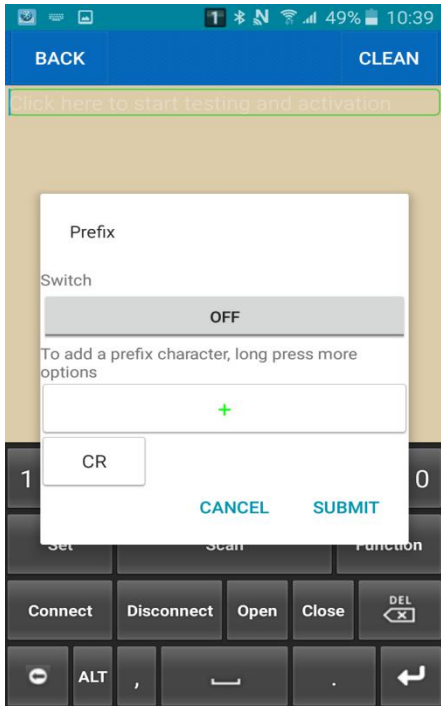 1 49% 10:39
BACK CLEAN
Click here to start testing and activation
Prefix
Switch
OFF
To add a prefix character, long press more
options
+
CR
1 0
CANCEL SUBMIT
Set Scan Function
Connect Disconnect Open Close DEL
ALT , .